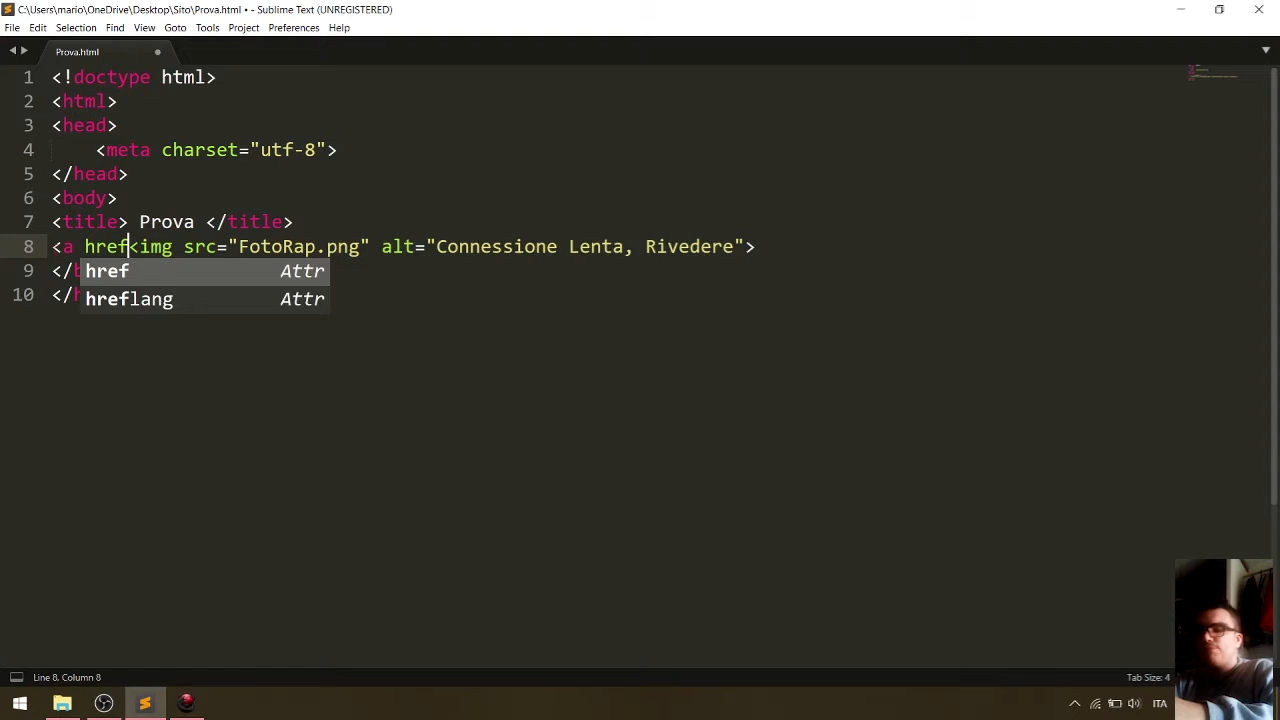 C:\Users\mario\OneDrive\Desktop\Sito\Prova.html • - Sublime Text (UNREGISTERED)
File Edit Selection Find View Goto Tools Project Preferences Help
Prova.html
1 <!doctype html>
2 <html>
3 <head>
4 <meta charset="utf-8">
5 </head>
6 <body>
7 <title> Prova </title>
8 <a href<img src="FotoRap.png" alt="Connessione Lenta, Rivedere">
9 </b
href Attr
10 </h
hreflang Attr
Line 8, Column 8
Tab Size: 4
ITA